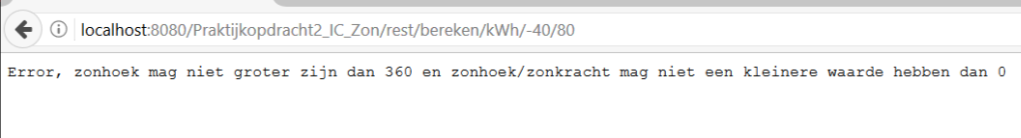 localhost:8080/Praktijkopdracht2_IC_Zon/rest/bereken/kWh/-40/80
Error, zonhoek mag niet groter zijn dan 360 en zonhoek/zonkracht mag niet een kleinere waarde hebben dan 0